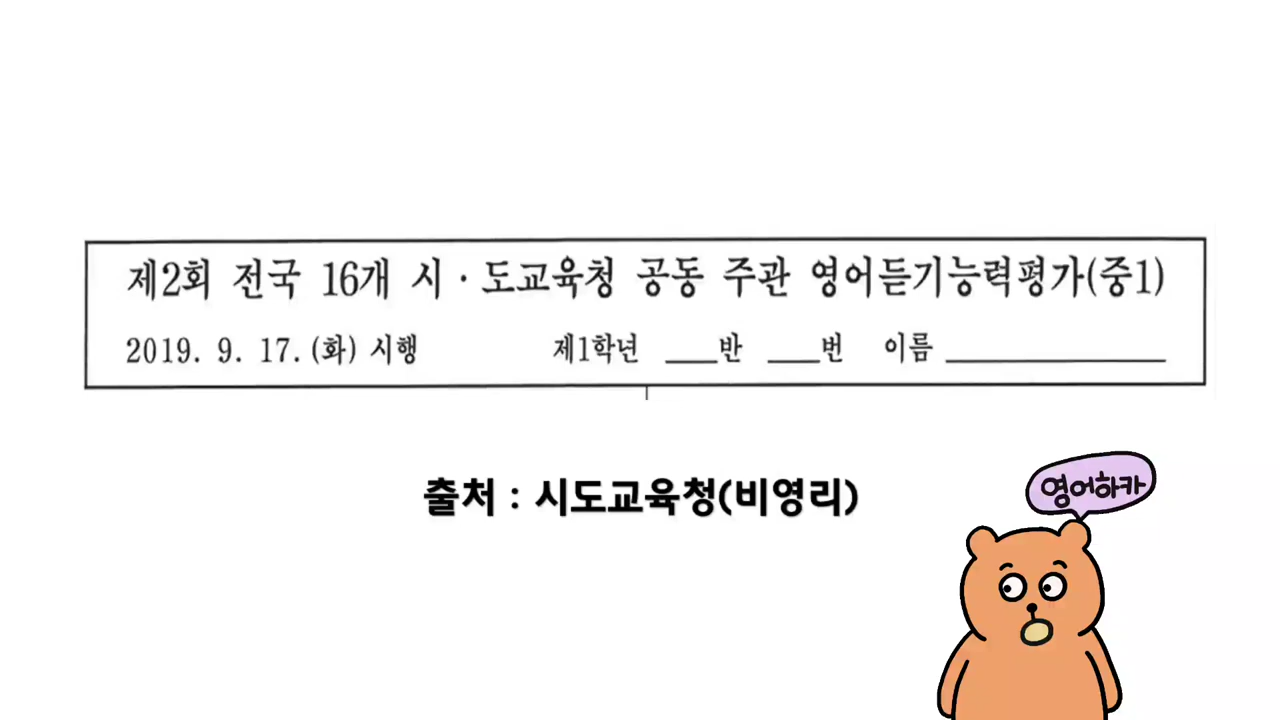 제2회 전국 16개 시·도교육청 공동 주관 영어듣기능력평가(중1)
2019. 9. 17.(화) 시행 제1학년 ___반 ___번 이름 ____________
출처 : 시도교육청(비영리)
영어하카